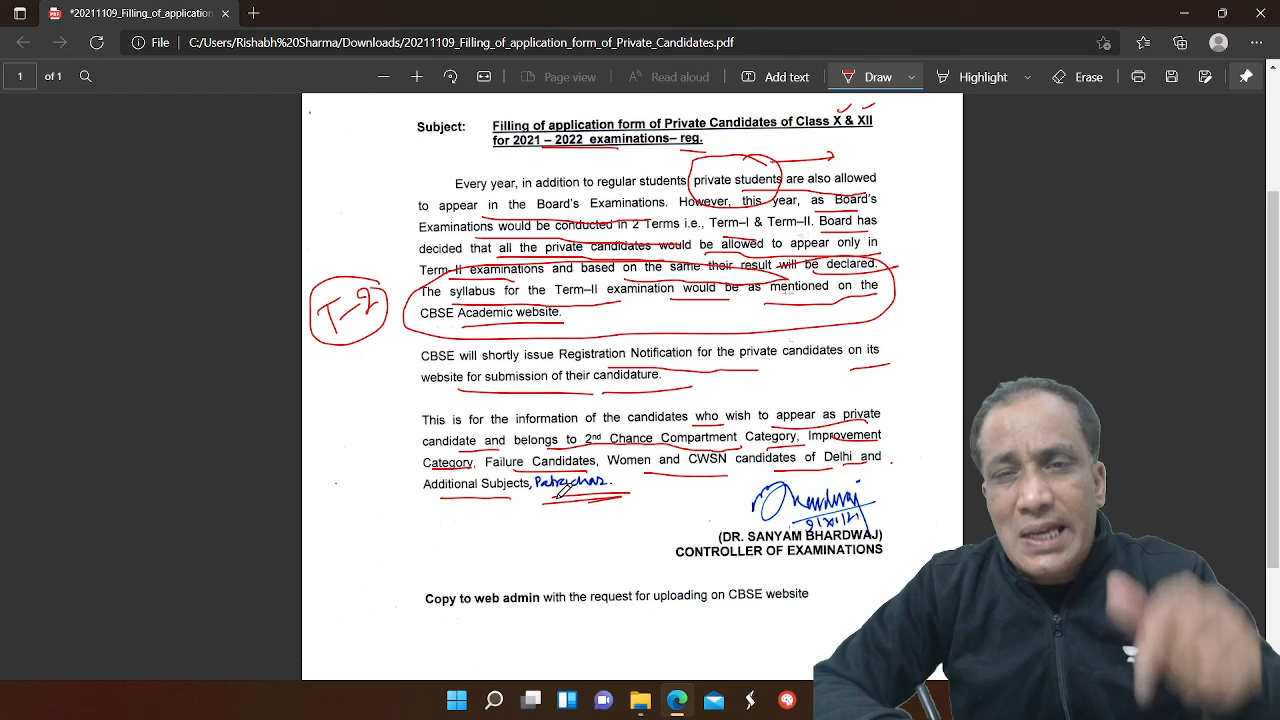 *20211109_Filling_of_application
File
C:/Users/Rishabh%20Sharma/Downloads/20211109_Filling_of_application_form_of_Private_Candidates.pdf
1 of 1
Page view
Read aloud
Add text
Draw
Highlight
Erase
Subject: Filling of application form of Private Candidates of Class X & XII
for 2021 – 2022 examinations– reg.
Every year, in addition to regular students private students are also allowed
to appear in the Board's Examinations. However, this year, as Board's
Examinations would be conducted in 2 Terms i.e., Term-I & Term-II. Board has
decided that all the private candidates would be allowed to appear only in
Term-II examinations and based on the same their result will be declared.
The syllabus for the Term-II examination would be as mentioned on the
CBSE Academic website.
T-2
CBSE will shortly issue Registration Notification for the private candidates on its
website for submission of their candidature.
This is for the information of the candidates who wish to appear as private
candidate and belongs to 2nd Chance Compartment Category, Improvement
Category, Failure Candidates, Women and CWSN candidates of Delhi and
Additional Subjects, Patrachar.
9/XI/21
(DR. SANYAM BHARDWAJ)
CONTROLLER OF EXAMINATIONS
Copy to web admin with the request for uploading on CBSE website